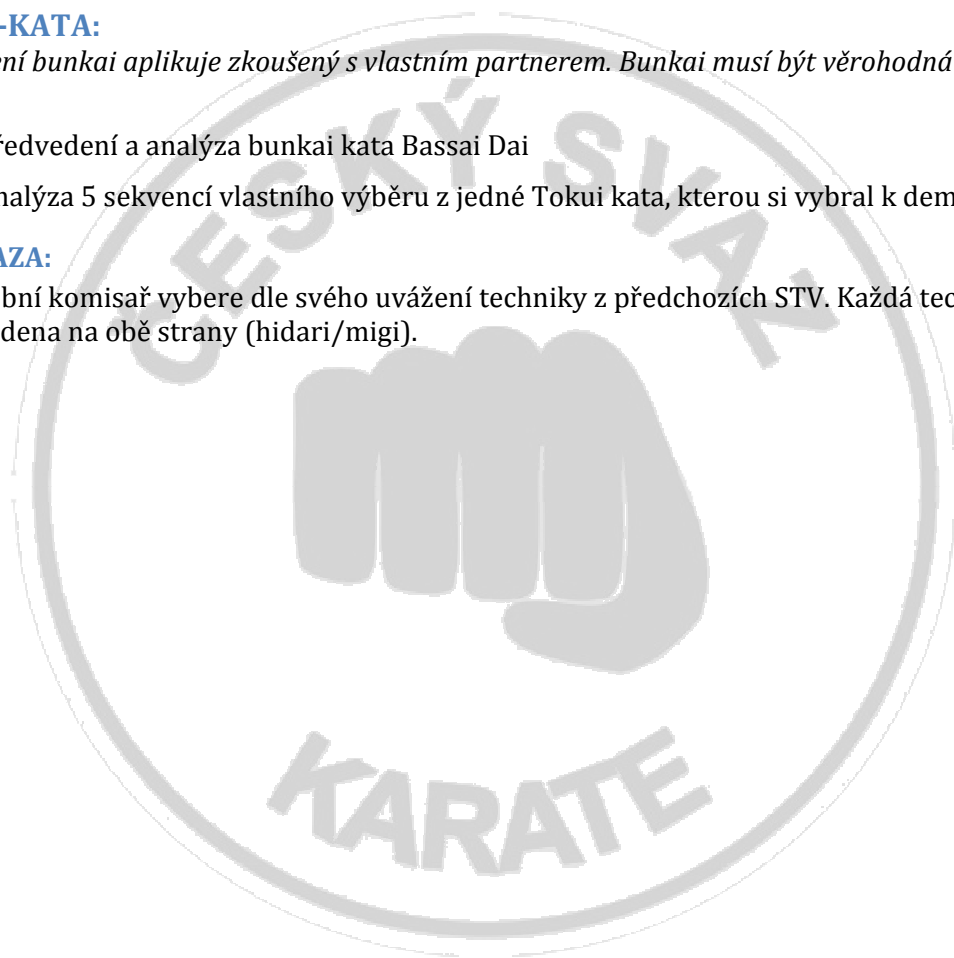 -KATA:
ení bunkai aplikuje zkoušený s vlastním partnerem. Bunkai musí být věrohodná
ředvedení a analýza bunkai kata Bassai Dai
nalýza 5 sekvencí vlastního výběru z jedné Tokui kata, kterou si vybral k dem
AZA:
bní komisař vybere dle svého uvážení techniky z předchozích STV. Každá tec
dena na obě strany (hidari/migi).
ČESKÝ SVAZ
KARATE